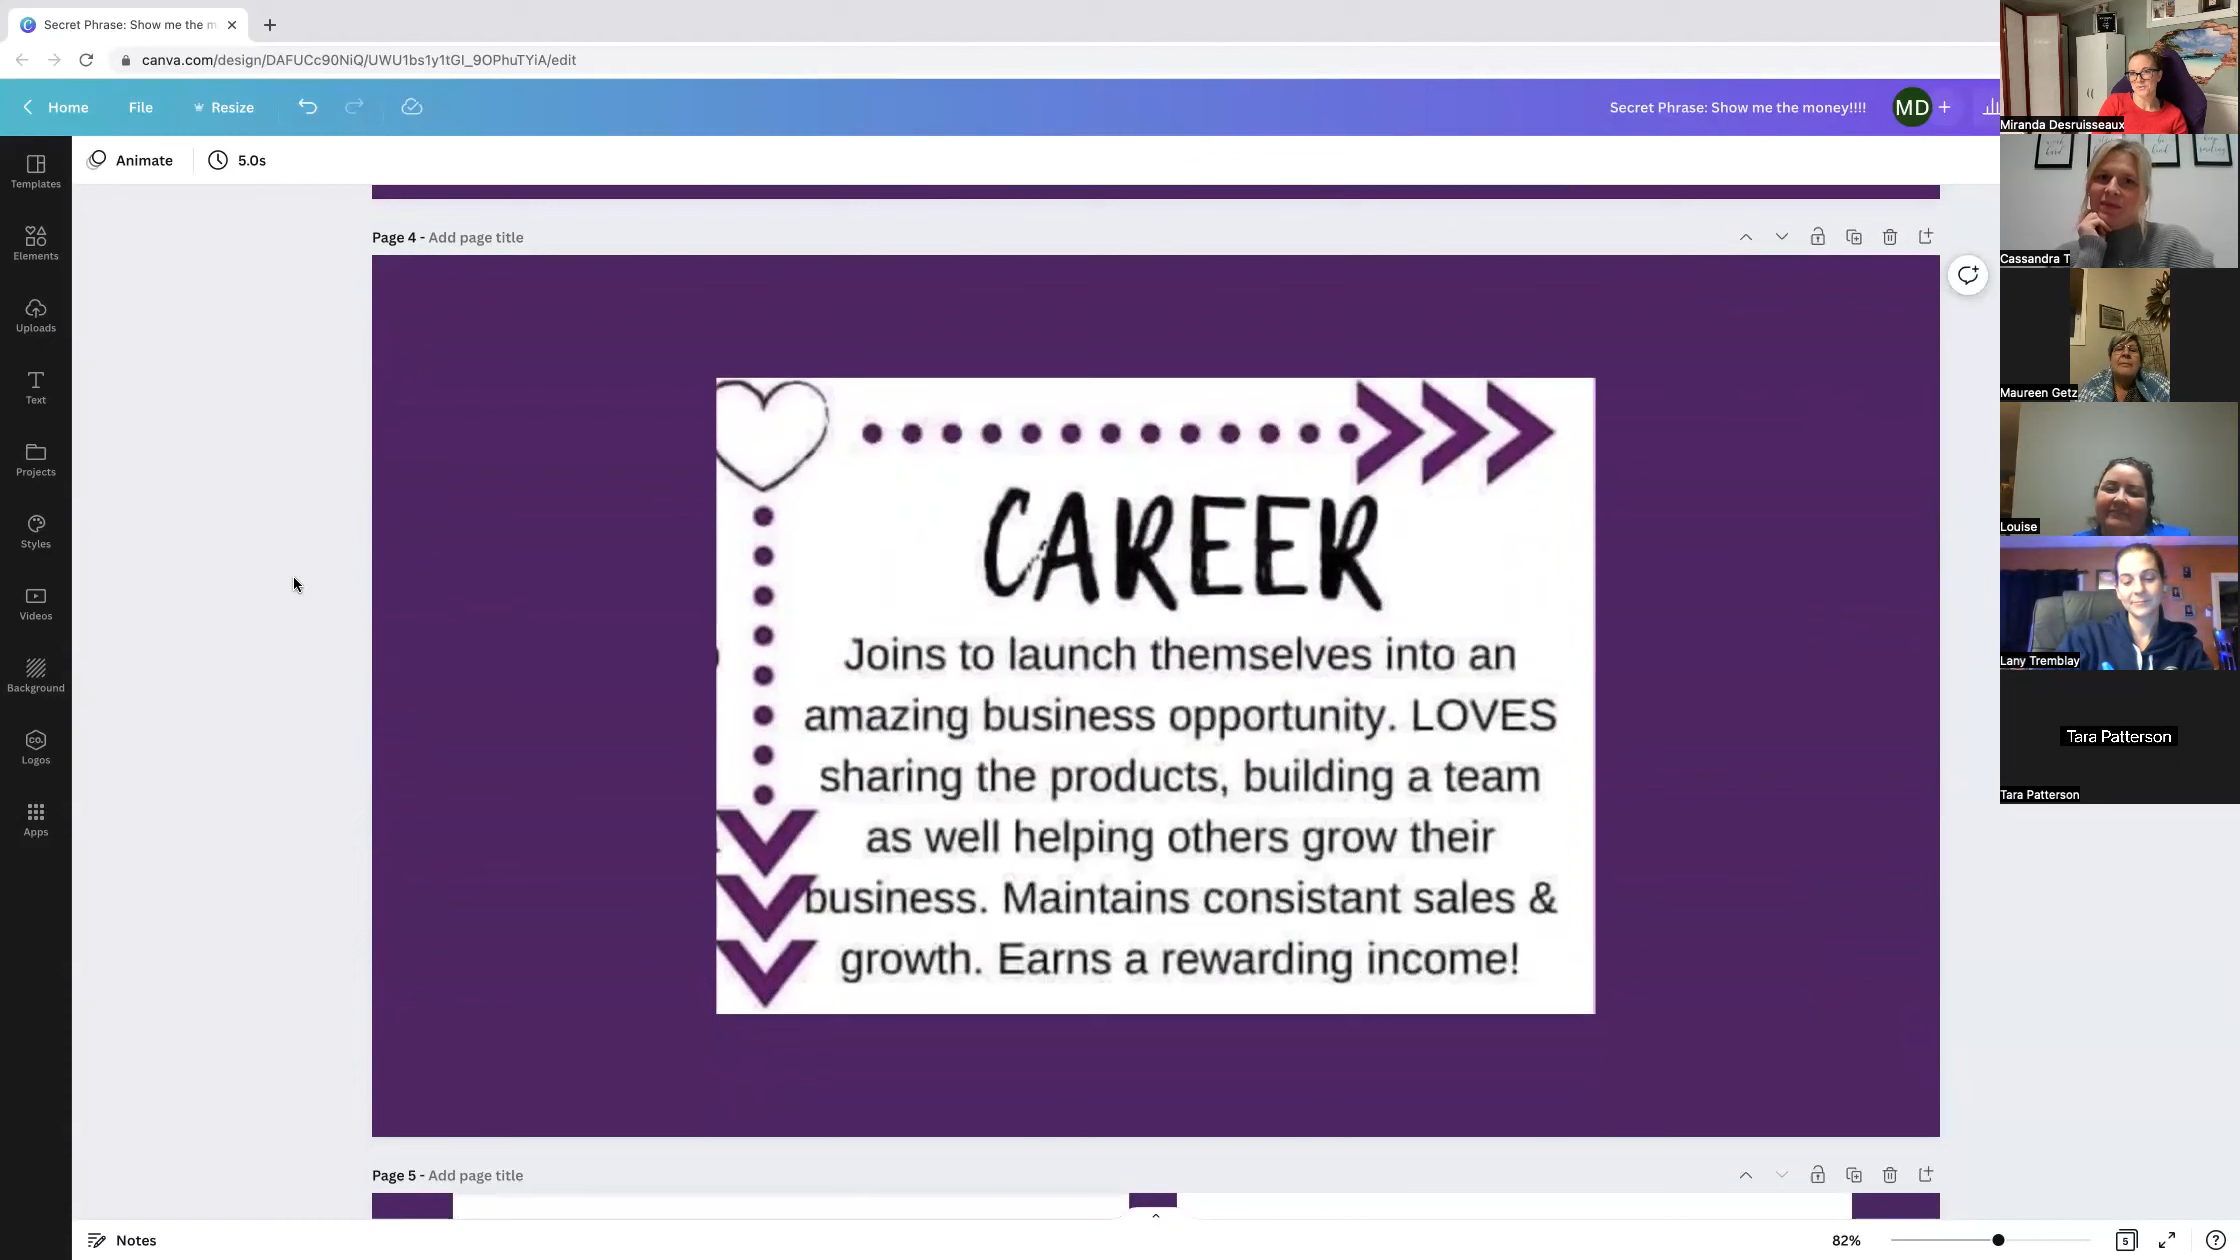 Secret Phrase: Show me the m
canva.com/design/DAFUCc90NiQ/UWU1bs1y1tGI_9OPhuTYiA/edit
Home
File
Resize
Secret Phrase: Show me the money!!!!
MD
Animate
5.0s
Templates
Elements
Uploads
Text
Projects
Styles
Videos
Background
CO.
Logos
Apps
Page 4 - Add page title
CAREER
Joins to launch themselves into an
amazing business opportunity. LOVES
sharing the products, building a team
as well helping others grow their
business. Maintains consistant sales &
growth. Earns a rewarding income!
Page 5 - Add page title
Notes
82%
5
?
Miranda Desruisseaux
Cassandra T
Maureen Getz
Louise
Lany Tremblay
Tara Patterson
Tara Patterson